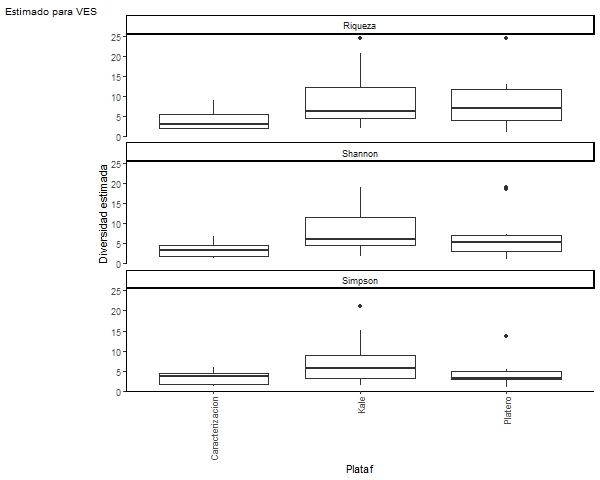 Estimado para VES
Riqueza
25
20
15
10
5
0
Shannon
25
20
15
10
5
0
Simpson
25
20
15
10
5
0
Diversidad estimada
Caracterizacion
Kale
Platero
Plataf